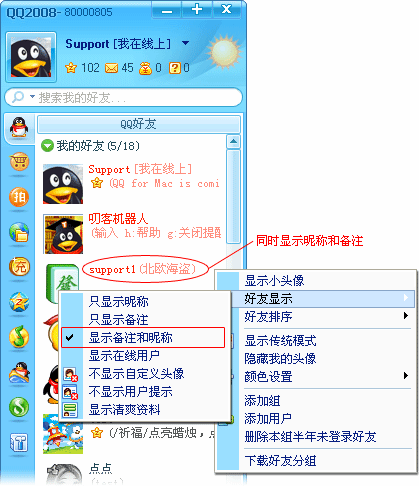 QQ2008- 80000805
Support [我在线上]
102 45 0 0
搜索我的好友...
QQ好友
我的好友 (5/18)
Support [我在线上]
(QQ for Mac is comi
叨客机器人
(输入 h:帮助 g:关闭提醒
同时显示昵称和备注
support1 (北欧海盗)
显示小头像
好友显示
好友排序
显示传统模式
隐藏我的头像
颜色设置
添加组
添加用户
删除本组半年未登录好友
下载好友分组
只显示昵称
只显示备注
显示备注和昵称
显示在线用户
不显示自定义头像
不显示用户提示
显示清爽资料
(/祈福/点亮蜡烛，点
点点